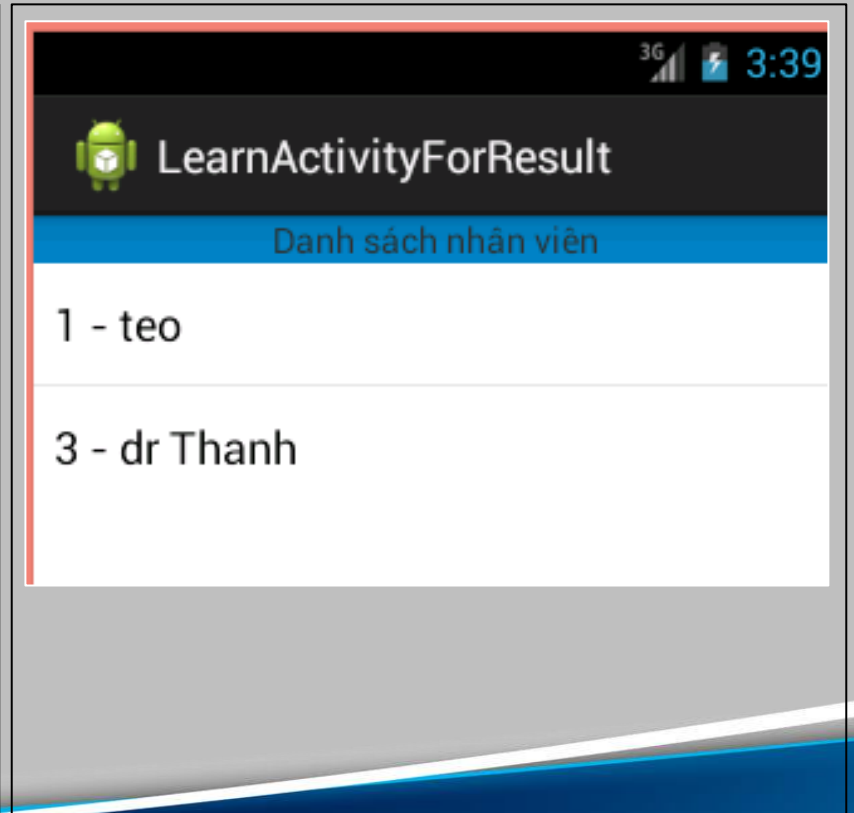 3G 3:39
LearnActivityForResult
Danh sách nhân viên
1 - teo
3 - dr Thanh